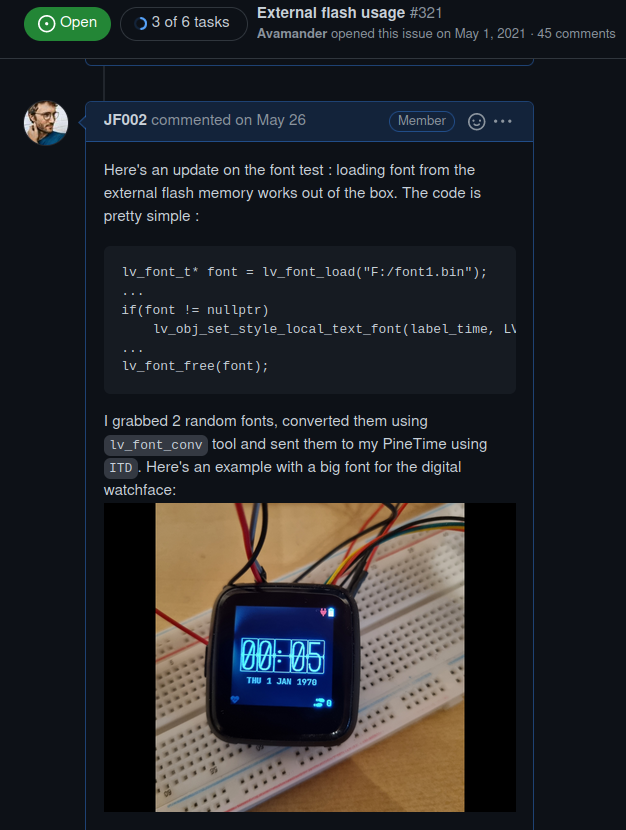 Open
3 of 6 tasks
External flash usage #321
Avamander opened this issue on May 1, 2021 · 45 comments
JF002 commented on May 26
Member
Here's an update on the font test : loading font from the
external flash memory works out of the box. The code is
pretty simple :
lv_font_t* font = lv_font_load("F:/font1.bin");
...
if(font != nullptr)
lv_obj_set_style_local_text_font(label_time, LV
...
lv_font_free(font);
I grabbed 2 random fonts, converted them using
lv_font_conv tool and sent them to my PineTime using
ITD. Here's an example with a big font for the digital
watchface:
00:05
THU 1 JAN 1970
0